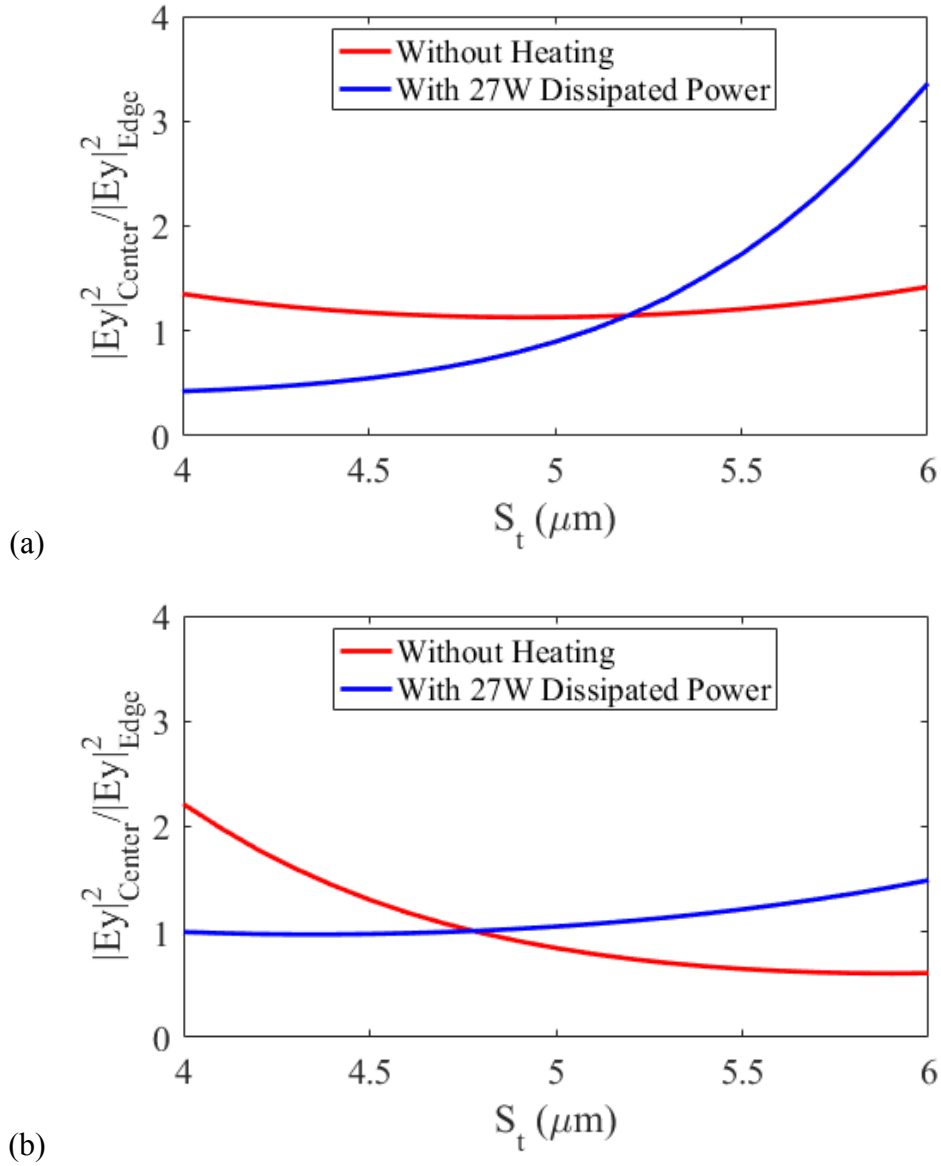 4
Without Heating
With 27W Dissipated Power
3
2
1
0
|Ey|²Center/|Ey|²Edge
4 4.5 5 5.5 6
St (μm)
(a)
4
Without Heating
With 27W Dissipated Power
3
2
1
0
|Ey|²Center/|Ey|²Edge
4 4.5 5 5.5 6
St (μm)
(b)